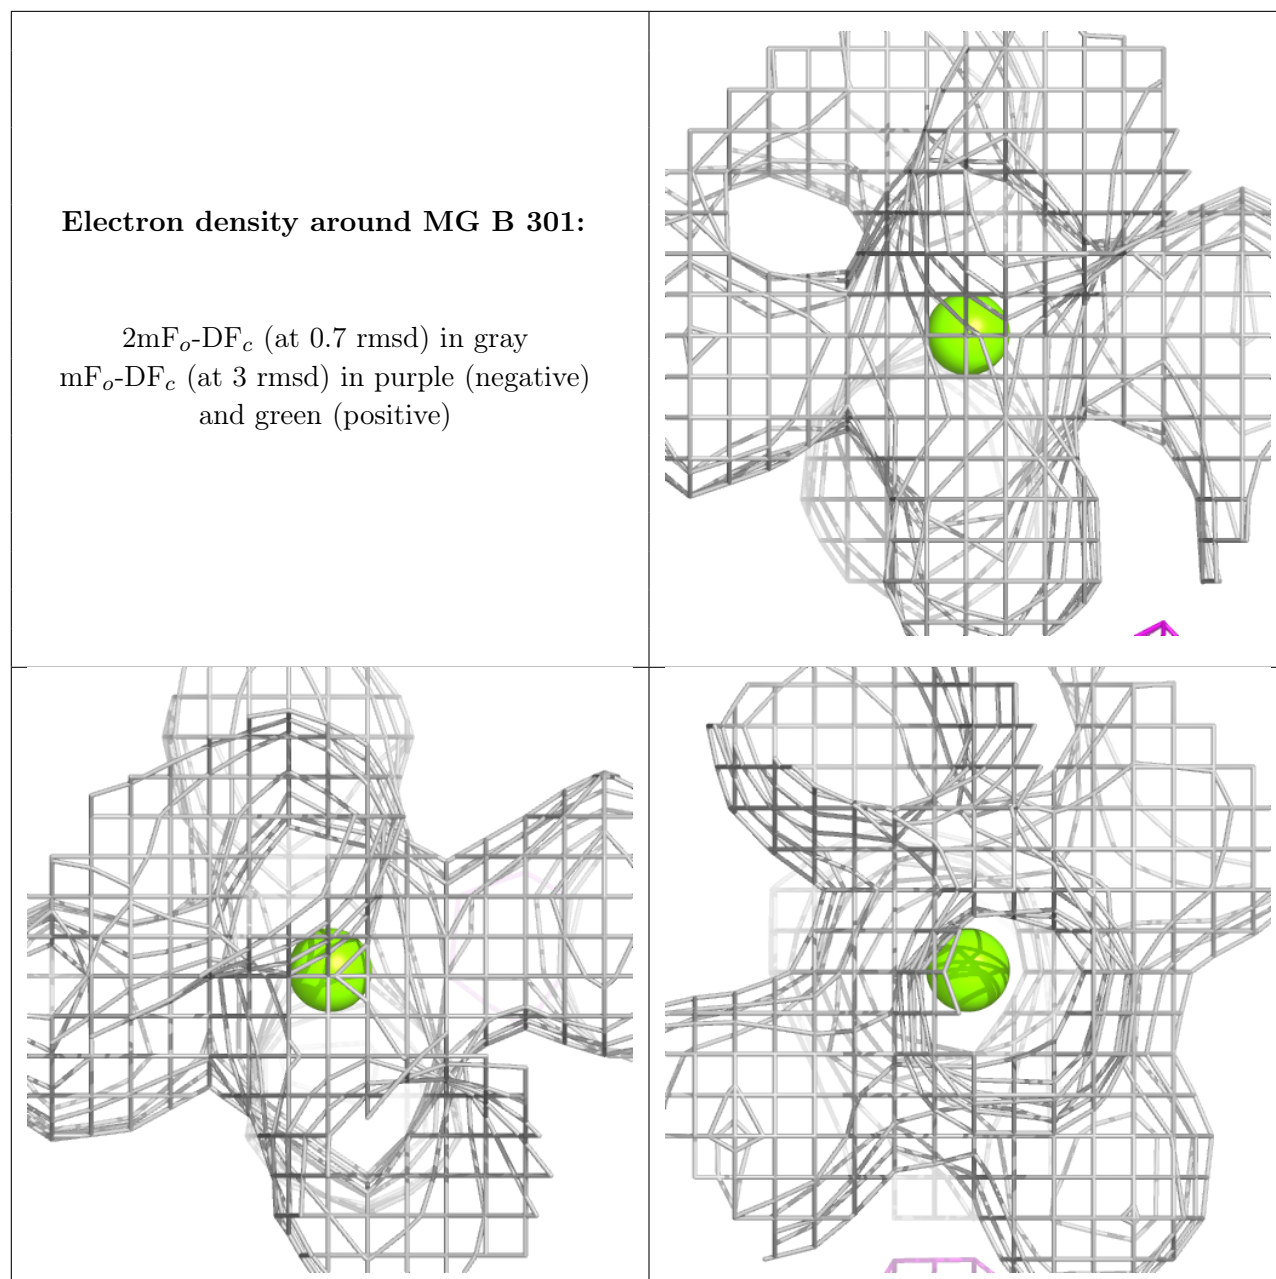 Electron density around MG B 301:
2mFo-DFc (at 0.7 rmsd) in gray
mFo-DFc (at 3 rmsd) in purple (negative)
and green (positive)